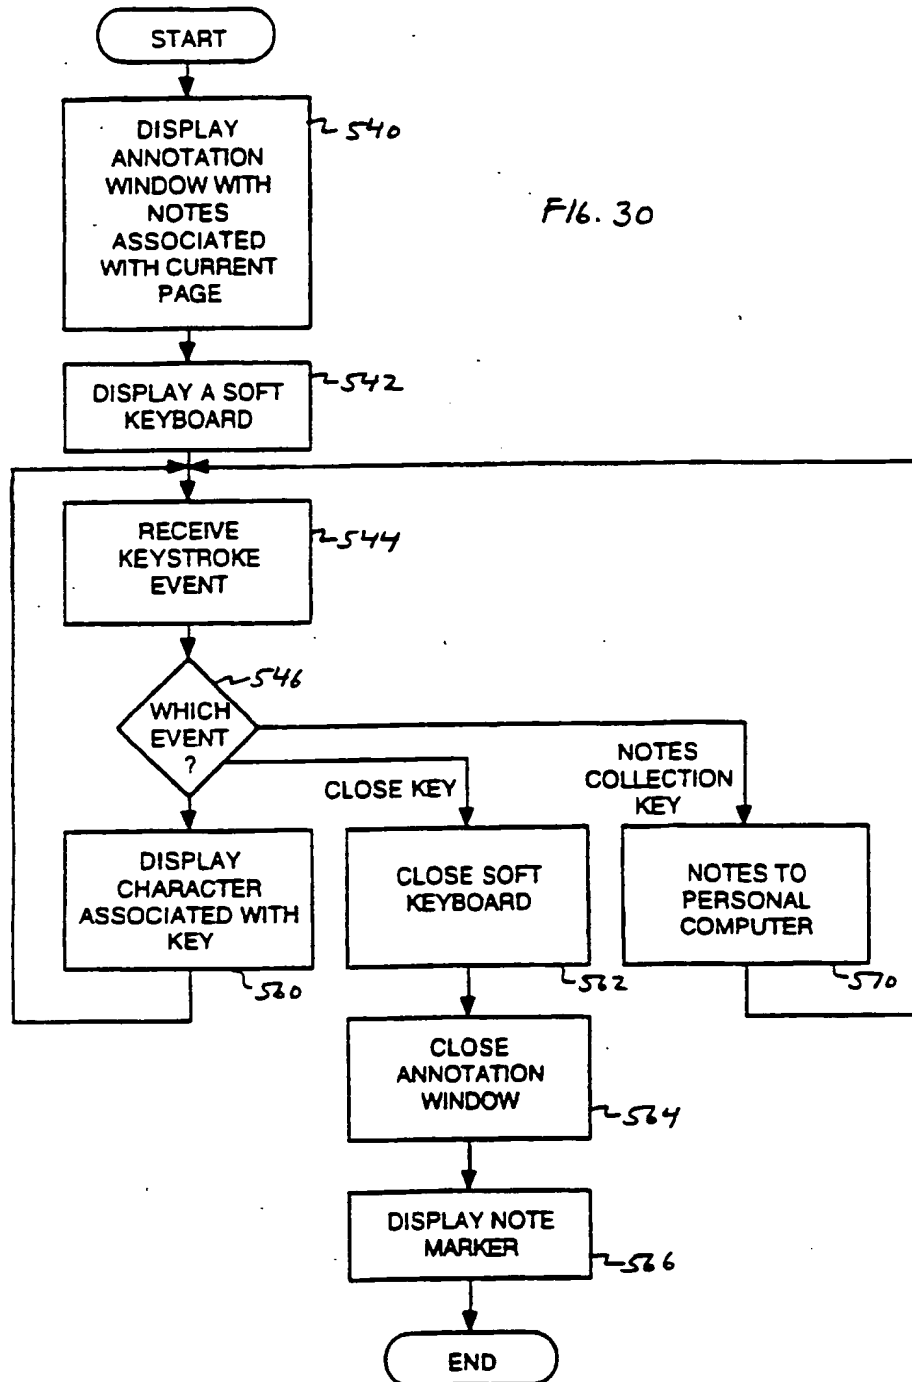 START
DISPLAY
ANNOTATION
WINDOW WITH
NOTES
ASSOCIATED
WITH CURRENT
PAGE
540
FIG. 30
DISPLAY A SOFT
KEYBOARD
542
RECEIVE
KEYSTROKE
EVENT
544
WHICH
EVENT
?
546
CLOSE KEY
NOTES
COLLECTION
KEY
DISPLAY
CHARACTER
ASSOCIATED WITH
KEY
560
CLOSE SOFT
KEYBOARD
562
NOTES TO
PERSONAL
COMPUTER
570
CLOSE
ANNOTATION
WINDOW
564
DISPLAY NOTE
MARKER
566
END